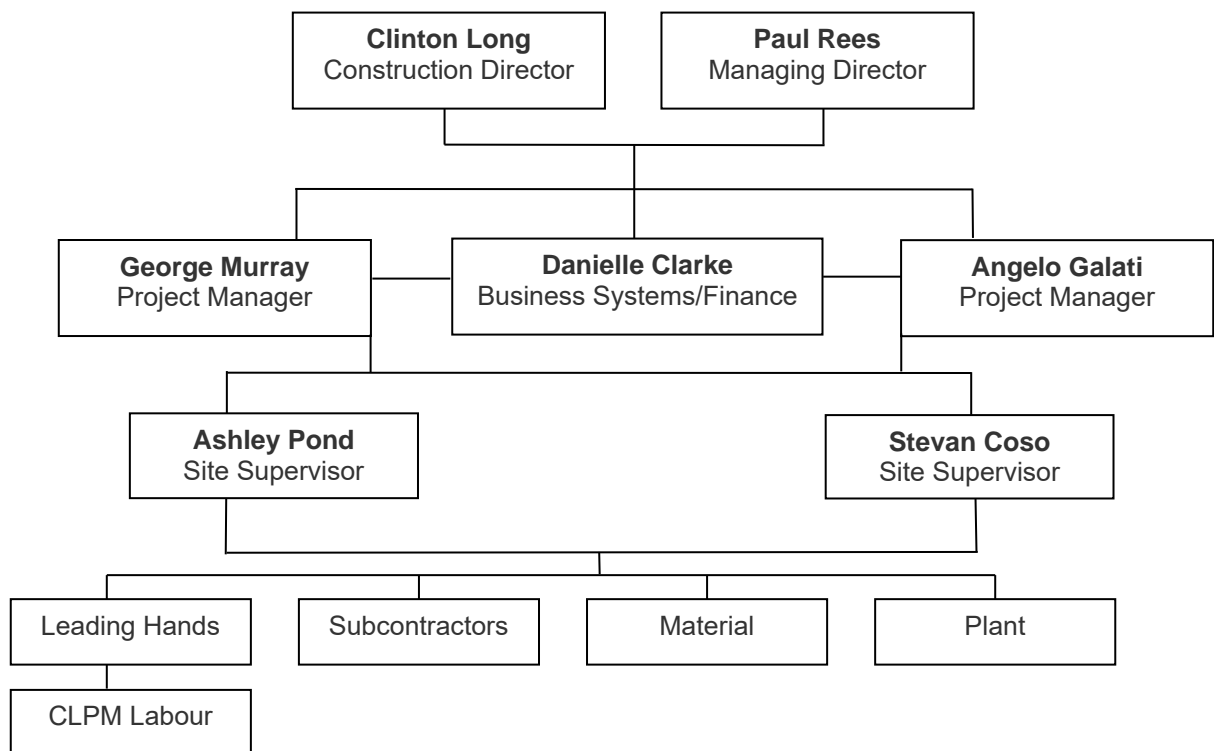 Clinton Long
Construction Director
Paul Rees
Managing Director
George Murray
Project Manager
Danielle Clarke
Business Systems/Finance
Angelo Galati
Project Manager
Ashley Pond
Site Supervisor
Stevan Coso
Site Supervisor
Leading Hands
Subcontractors
Material
Plant
CLPM Labour